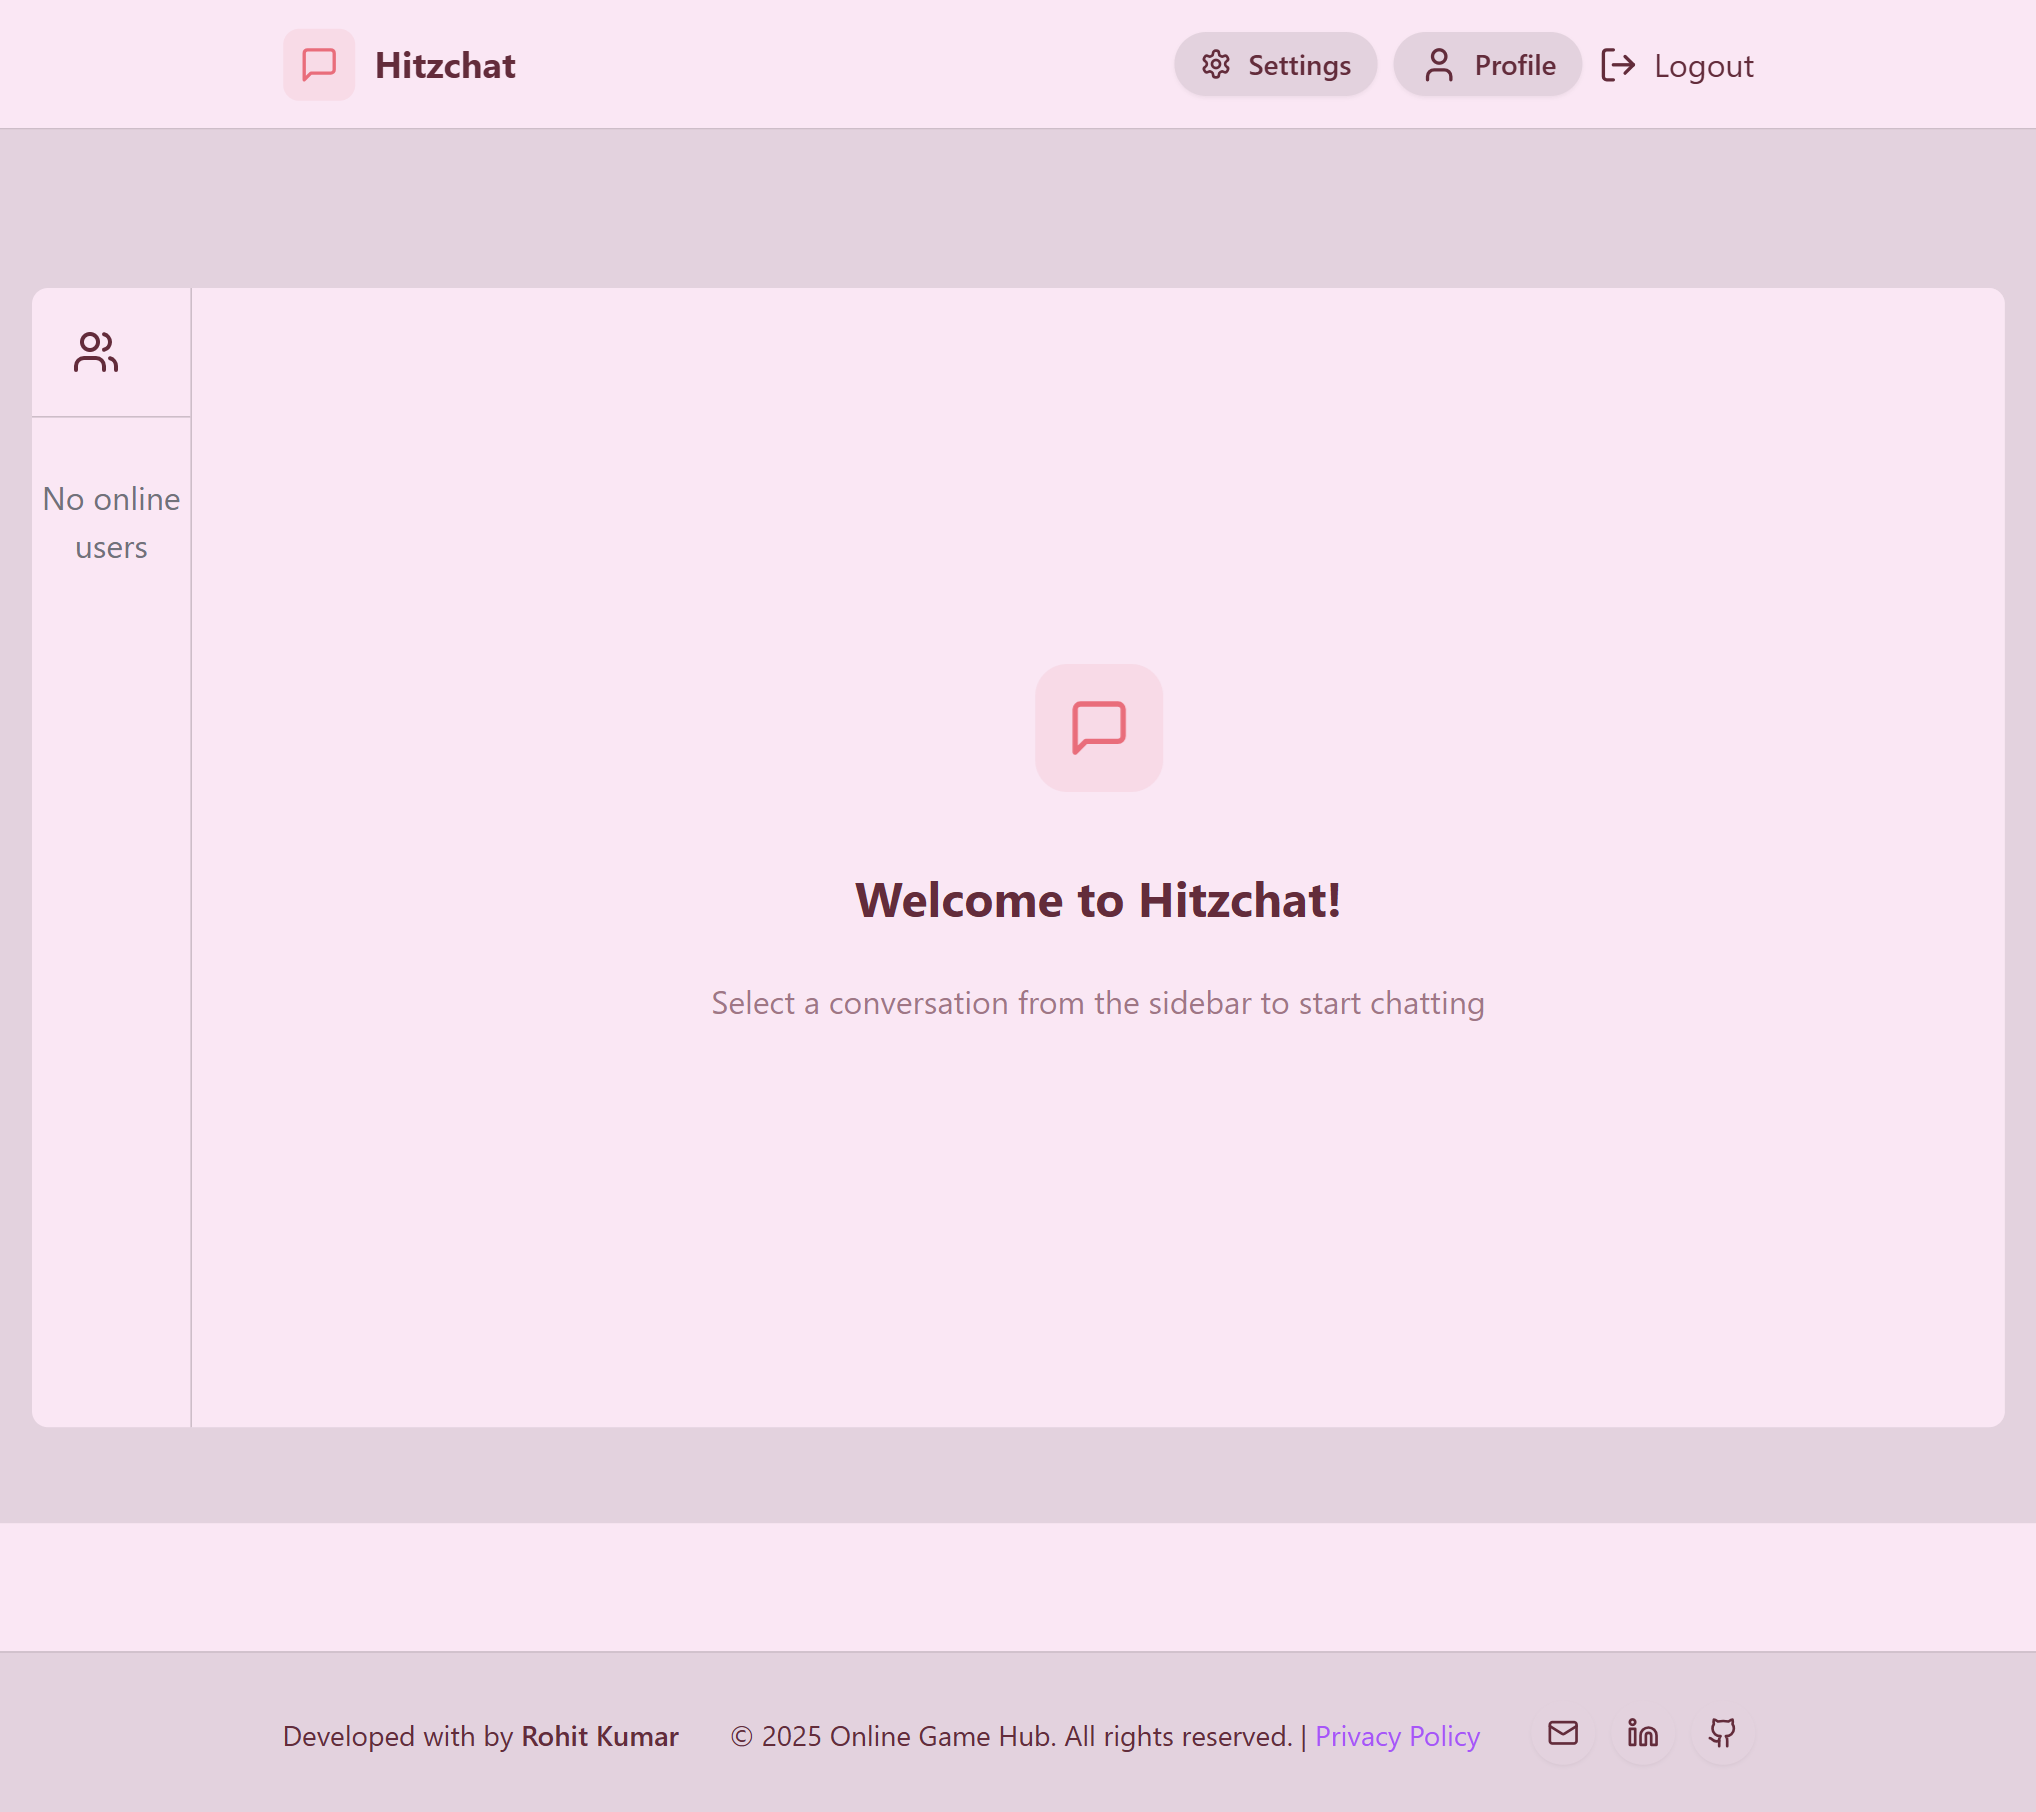 Hitzchat
Settings
Profile
Logout
No online
users
Welcome to Hitzchat!
Select a conversation from the sidebar to start chatting
Developed with by Rohit Kumar
© 2025 Online Game Hub. All rights reserved. | Privacy Policy